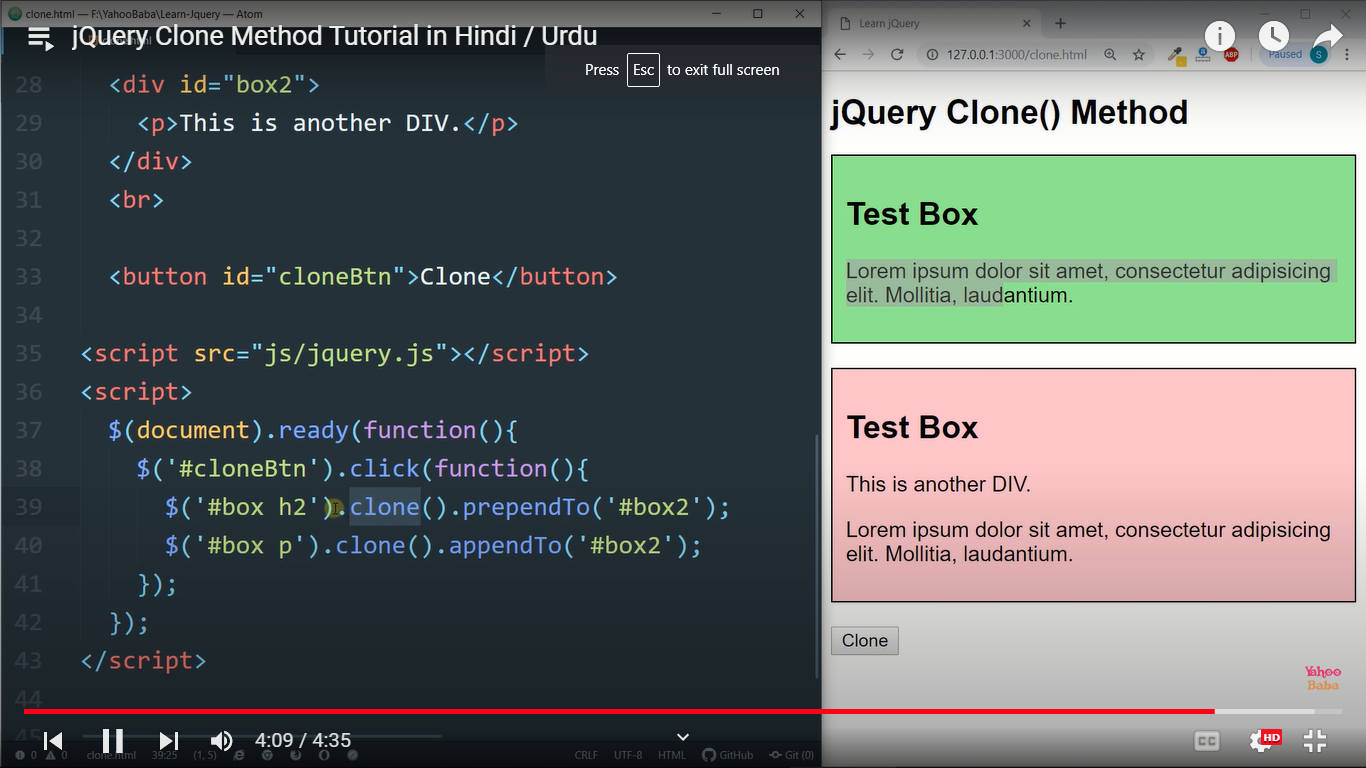 clone.html — F:\YahooBaba\Learn-Jquery — Atom
jQuery Clone Method Tutorial in Hindi / Urdu
Press Esc to exit full screen
28 <div id="box2">
29 <p>This is another DIV.</p>
30 </div>
31 <br>
32
33 <button id="cloneBtn">Clone</button>
34
35 <script src="js/jquery.js"></script>
36 <script>
37 $(document).ready(function(){
38 $('#cloneBtn').click(function(){
39 $('#box h2').clone().prependTo('#box2');
40 $('#box p').clone().appendTo('#box2');
41 });
42 });
43 </script>
44
45
4:09 / 4:35
0 0 clone.html 39:25 (1, 5) CRLF UTF-8 HTML GitHub Git (0)
Learn jQuery
127.0.0.1:3000/clone.html
ABP
Paused
S
jQuery Clone() Method
Test Box
Lorem ipsum dolor sit amet, consectetur adipisicing
elit. Mollitia, laudantium.
Test Box
This is another DIV.
Lorem ipsum dolor sit amet, consectetur adipisicing
elit. Mollitia, laudantium.
Clone
Yahoo
Baba
CC
HD